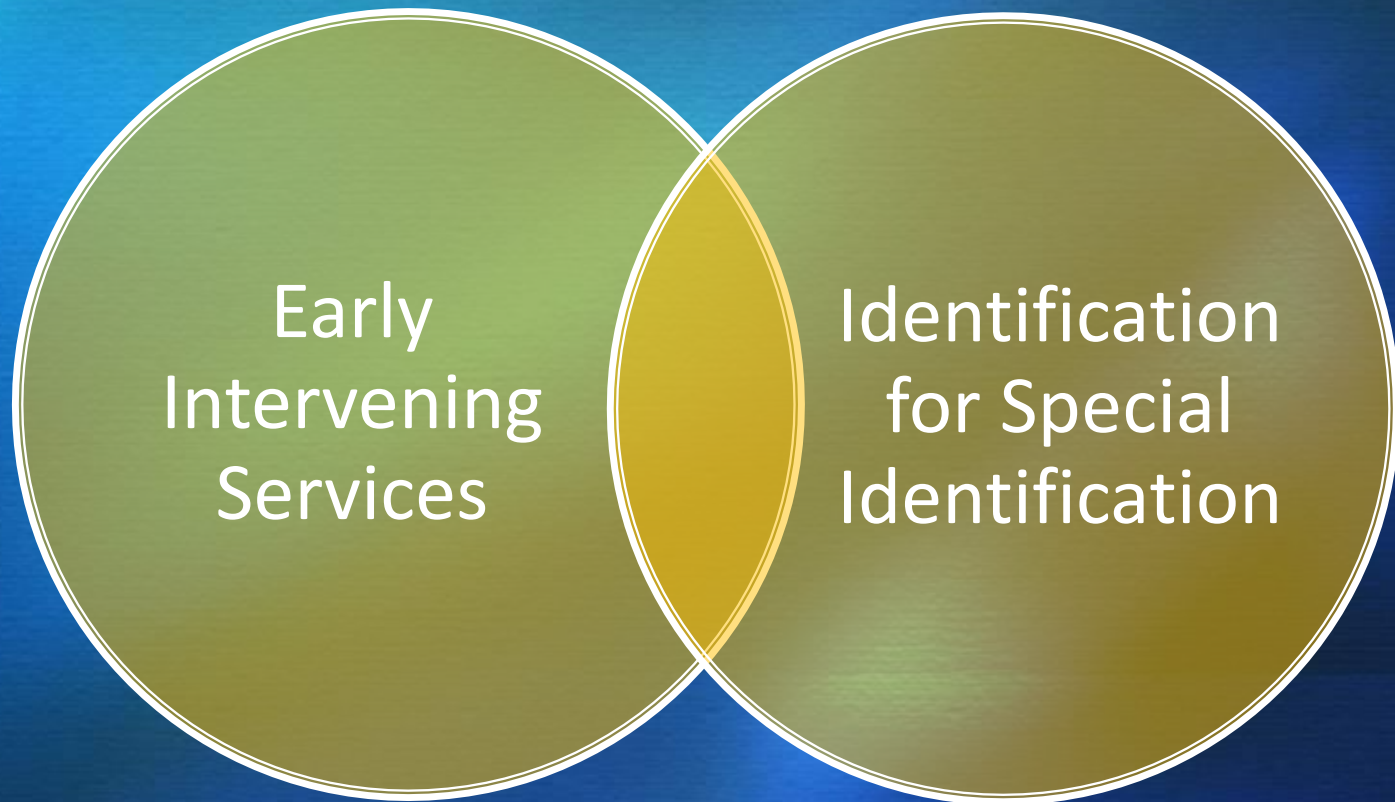 Early
Intervening
Services
Identification
for Special
Identification